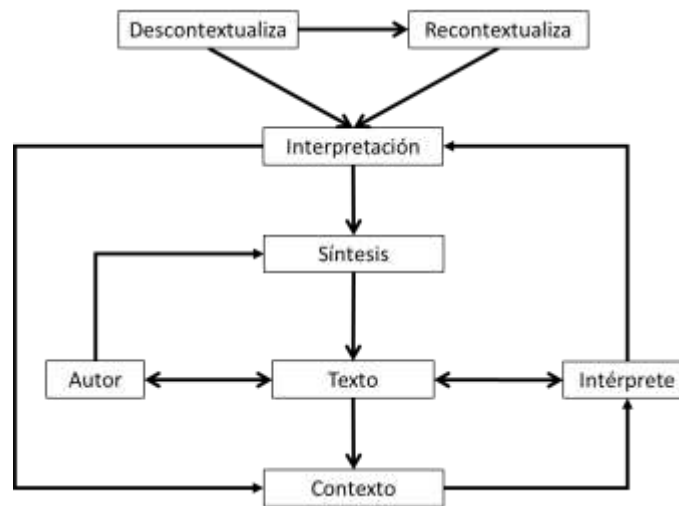 Descontextualiza
Recontextualiza
Interpretación
Síntesis
Autor
Texto
Intérprete
Contexto